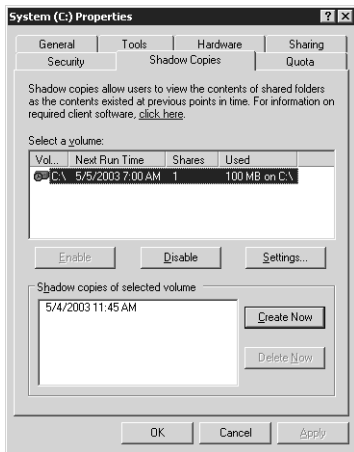 System (C:) Properties
General Tools Hardware Sharing
Security Shadow Copies Quota
Shadow copies allow users to view the contents of shared folders
as the contents existed at previous points in time. For information on
required client software, click here.
Select a volume:
Vol... Next Run Time Shares Used
C:\ 5/5/2003 7:00 AM 1 100 MB on C:\
Enable Disable Settings...
Shadow copies of selected volume
5/4/2003 11:45 AM
Create Now
Delete Now
OK Cancel Apply